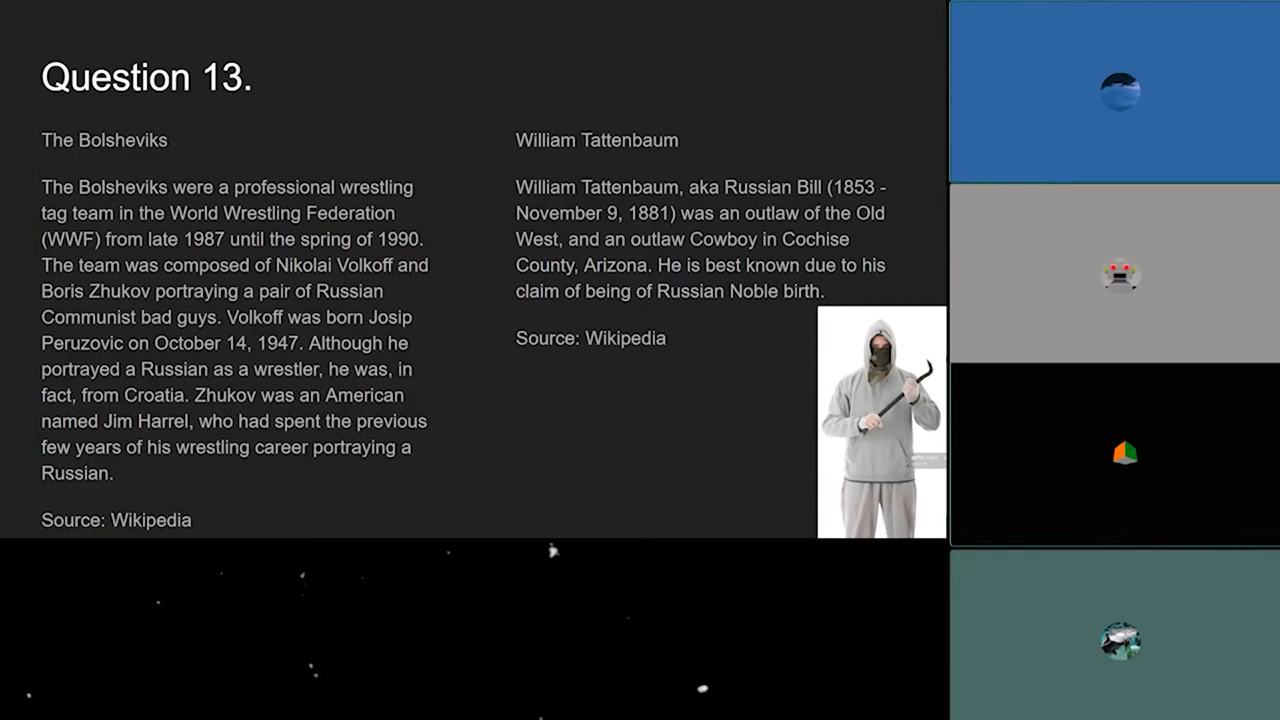 Question 13.
The Bolsheviks
The Bolsheviks were a professional wrestling
tag team in the World Wrestling Federation
(WWF) from late 1987 until the spring of 1990.
The team was composed of Nikolai Volkoff and
Boris Zhukov portraying a pair of Russian
Communist bad guys. Volkoff was born Josip
Peruzovic on October 14, 1947. Although he
portrayed a Russian as a wrestler, he was, in
fact, from Croatia. Zhukov was an American
named Jim Harrel, who had spent the previous
few years of his wrestling career portraying a
Russian.
Source: Wikipedia
William Tattenbaum
William Tattenbaum, aka Russian Bill (1853 -
November 9, 1881) was an outlaw of the Old
West, and an outlaw Cowboy in Cochise
County, Arizona. He is best known due to his
claim of being of Russian Noble birth.
Source: Wikipedia